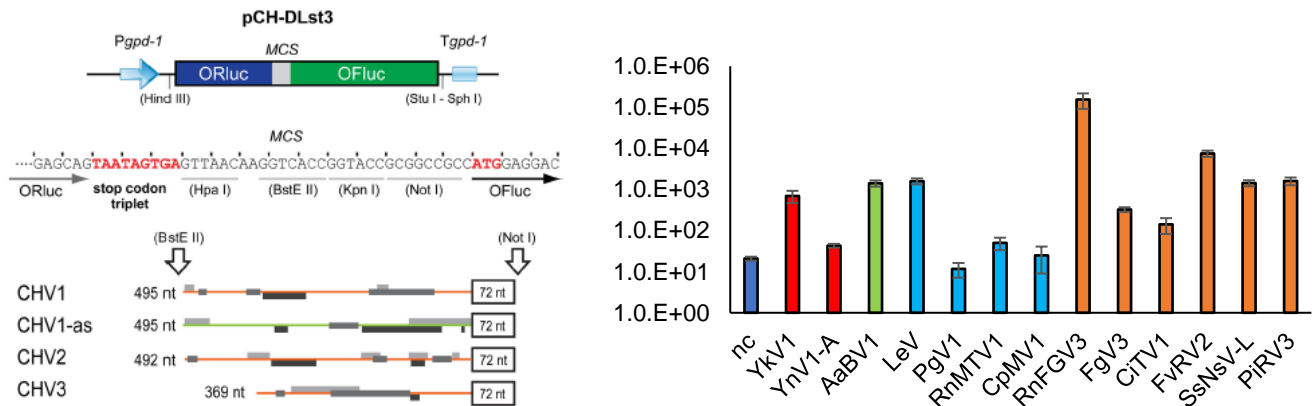 pCH-DLst3
Pgpd-1
MCS
Tgpd-1
ORluc
OFluc
(Hind III)
(Stu I - Sph I)
MCS
····GAGCAGTAATAGTGAGTTAACAAGGTCACCGGTACCGCGGCCGCCATGGAGGAC
ORluc
stop codon
triplet
(Hpa I)
(BstE II)
(Kpn I)
(Not I)
OFluc
(BstE II)
(Not I)
CHV1 495 nt 72 nt
CHV1-as 495 nt 72 nt
CHV2 492 nt 72 nt
CHV3 369 nt 72 nt
1.0.E+06
1.0.E+05
1.0.E+04
1.0.E+03
1.0.E+02
1.0.E+01
1.0.E+00
nc
YkV1
YnV1-A
AaBV1
LeV
PgV1
RnMTV1
CpMV1
RnFGV3
FgV3
CiTV1
FvRV2
SsNsV-L
PiRV3